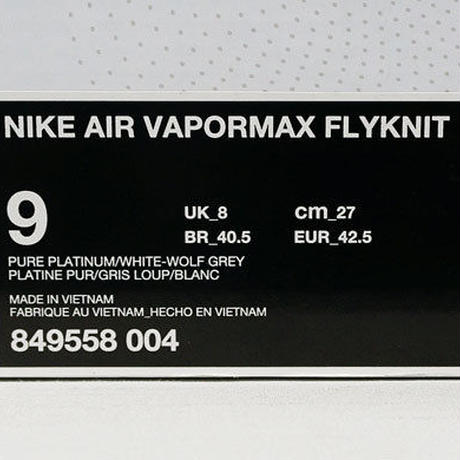 NIKE AIR VAPORMAX FLYKNIT
9
UK_8 cm_27
BR_40.5 EUR_42.5
PURE PLATINUM/WHITE-WOLF GREY
PLATINE PUR/GRIS LOUP/BLANC
MADE IN VIETNAM
FABRIQUE AU VIETNAM_HECHO EN VIETNAM
849558 004